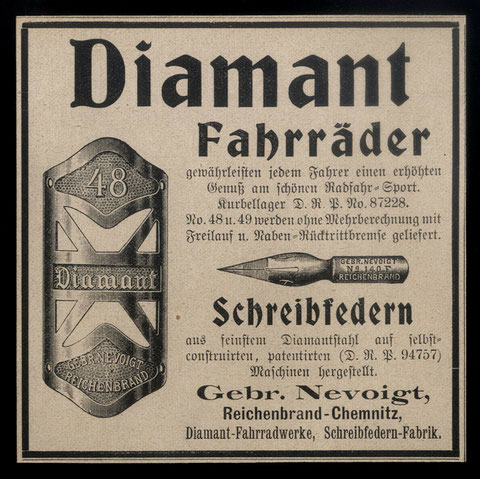 Diamant
Fahrräder
gewährleisten jedem Fahrer einen erhöhten
Genuß am schönen Radfahr-Sport.
Kurbellager D. R. P. No. 87228.
No. 48 u. 49 werden ohne Mehrberechnung mit
Freilauf u. Naben-Rücktrittbremse geliefert.
48
Diamant
GEBR. NEVOIGT
REICHENBRAND
GEBR. NEVOIGT
No 140 F
REICHENBRAND
Schreibfedern
aus feinstem Diamantstahl auf selbst-
construirten, patentirten (D. R. P. 94757)
Maschinen hergestellt.
Gebr. Nevoigt,
Reichenbrand-Chemnitz,
Diamant-Fahrradwerke, Schreibfedern-Fabrik.